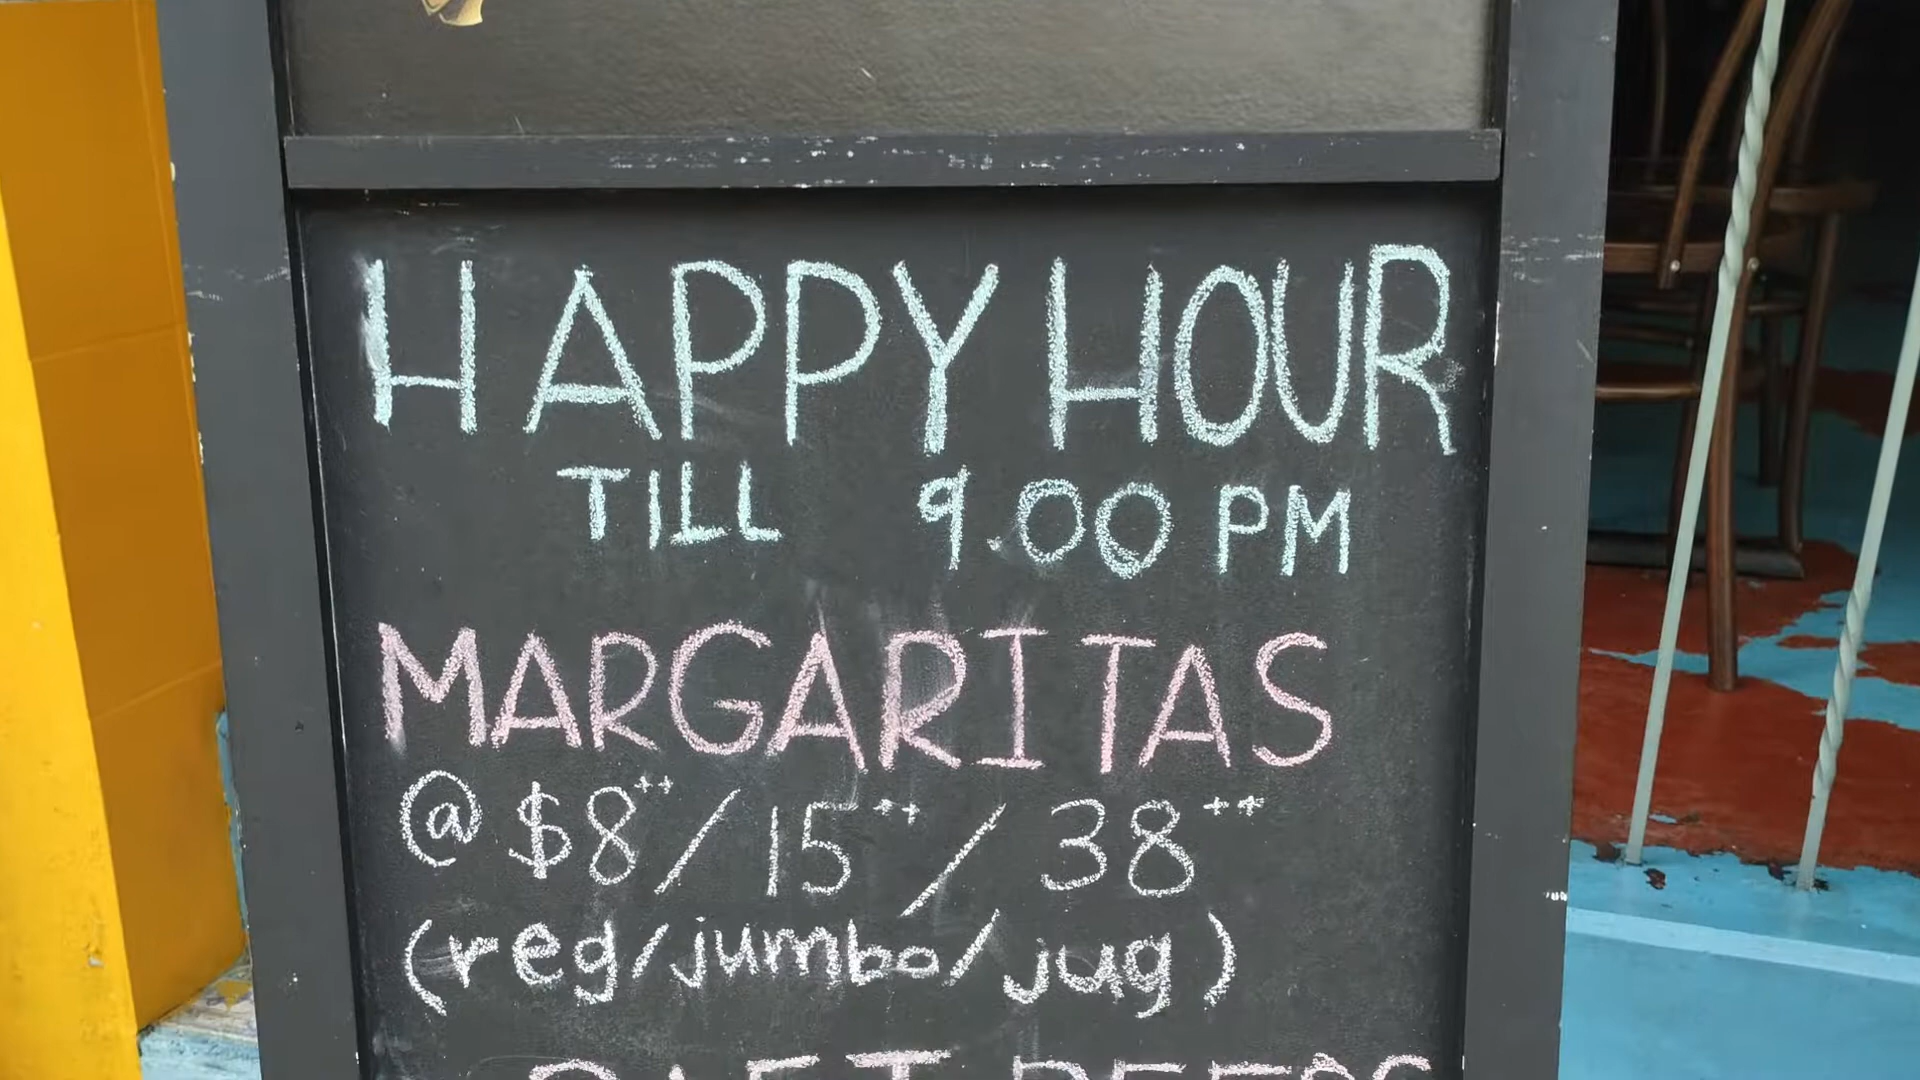 HAPPY HOUR
TILL 9.00 PM
MARGARITAS
@ $8++/15++/38++
(reg/jumbo/jug)